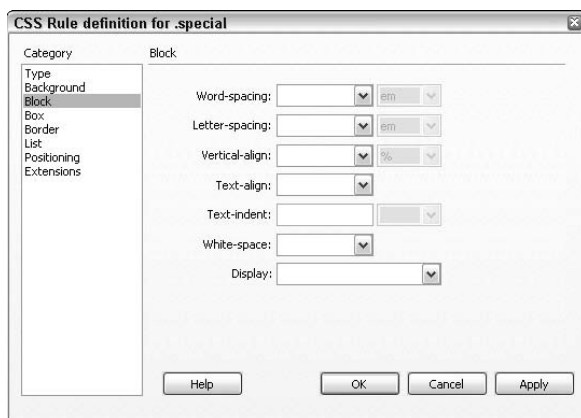 CSS Rule definition for .special
Category
Block
Type
Background
Block
Box
Border
List
Positioning
Extensions
Word-spacing: em
Letter-spacing: em
Vertical-align: %
Text-align:
Text-indent:
White-space:
Display:
Help OK Cancel Apply